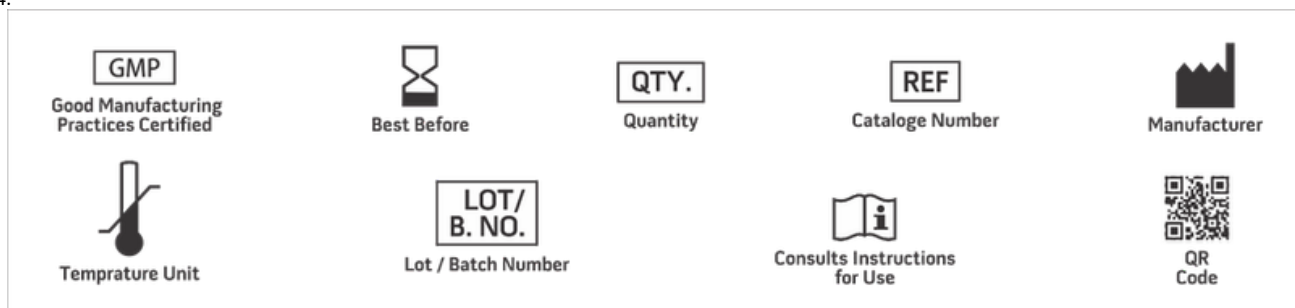 4.
GMP
Good Manufacturing
Practices Certified
Best Before
QTY.
Quantity
REF
Cataloge Number
Manufacturer
Temprature Unit
LOT/
B. NO.
Lot / Batch Number
i
Consults Instructions
for Use
QR
Code